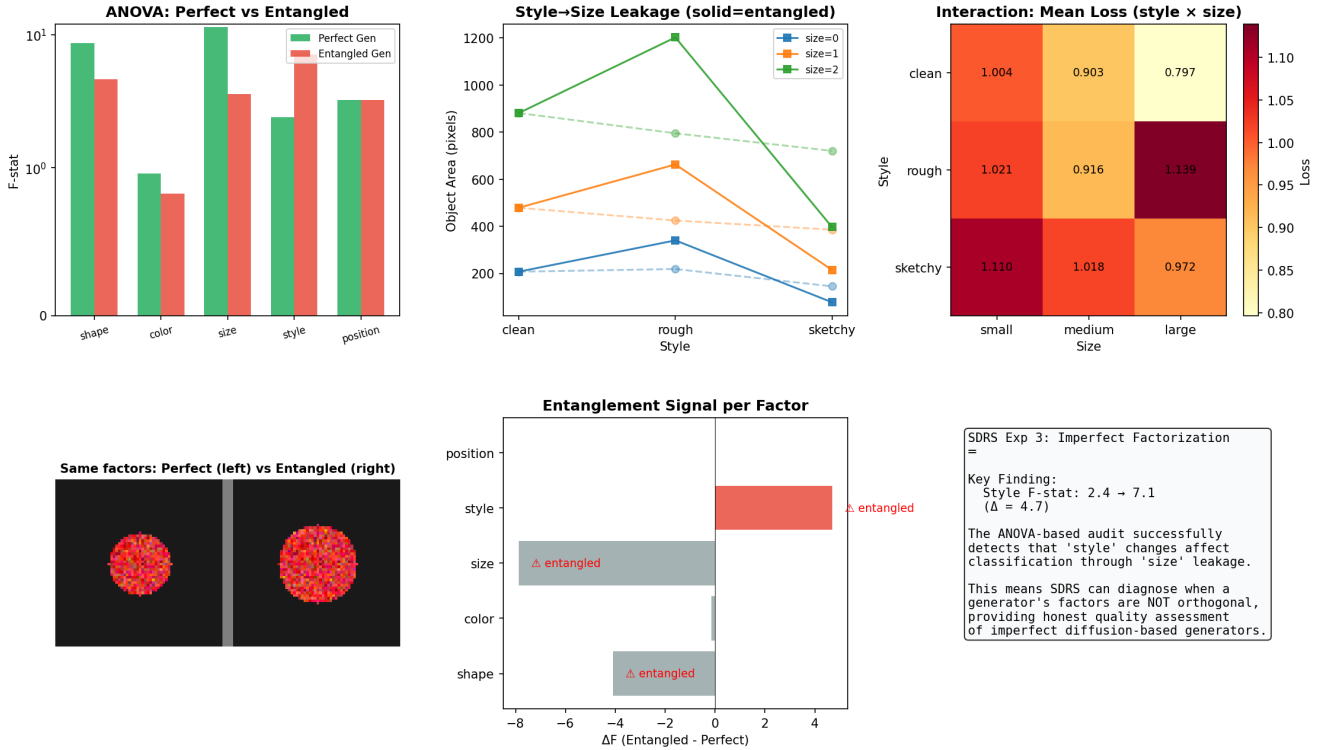 ANOVA: Perfect vs Entangled
Perfect Gen
Entangled Gen
10¹
10⁰
0
F-stat
shape
color
size
style
position
Style→Size Leakage (solid=entangled)
size=0
size=1
size=2
1200
1000
800
600
400
200
Object Area (pixels)
clean
rough
sketchy
Style
Interaction: Mean Loss (style × size)
clean
rough
sketchy
Style
1.004 0.903 0.797
1.021 0.916 1.139
1.110 1.018 0.972
small medium large
Size
1.10
1.05
1.00
0.95
0.90
0.85
0.80
Loss
Same factors: Perfect (left) vs Entangled (right)
Entanglement Signal per Factor
position
style
size
color
shape
⚠ entangled
⚠ entangled
⚠ entangled
−8 −6 −4 −2 0 2 4
ΔF (Entangled - Perfect)
SDRS Exp 3: Imperfect Factorization
=
Key Finding:
Style F-stat: 2.4 → 7.1
(Δ = 4.7)
The ANOVA-based audit successfully
detects that 'style' changes affect
classification through 'size' leakage.
This means SDRS can diagnose when a
generator's factors are NOT orthogonal,
providing honest quality assessment
of imperfect diffusion-based generators.